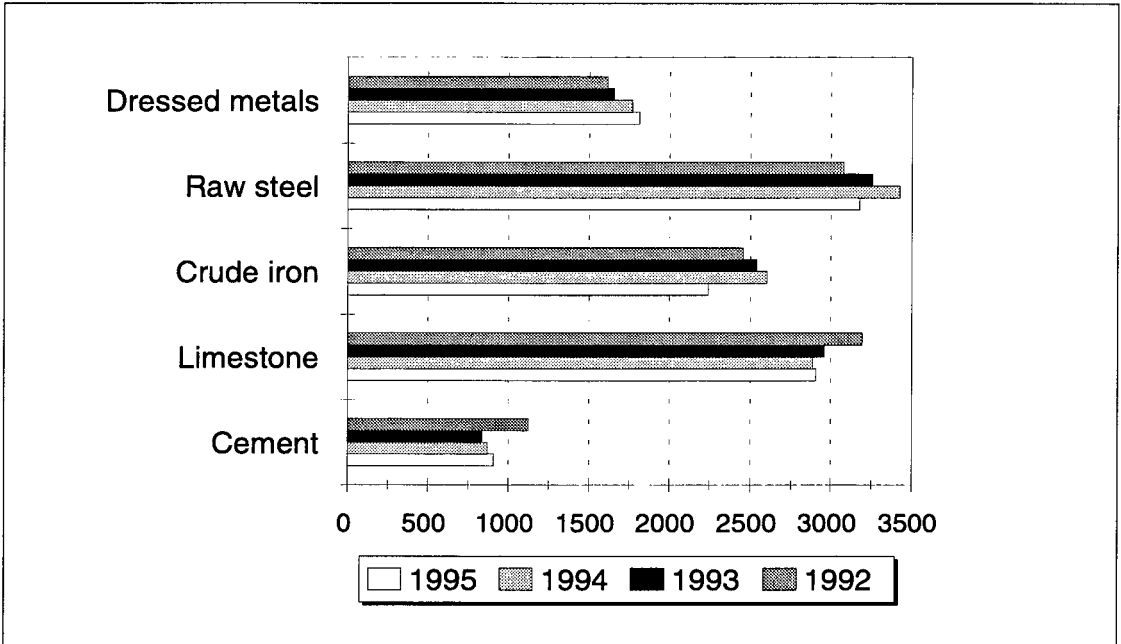 Dressed metals
Raw steel
Crude iron
Limestone
Cement
0 500 1000 1500 2000 2500 3000 3500
1995 1994 1993 1992